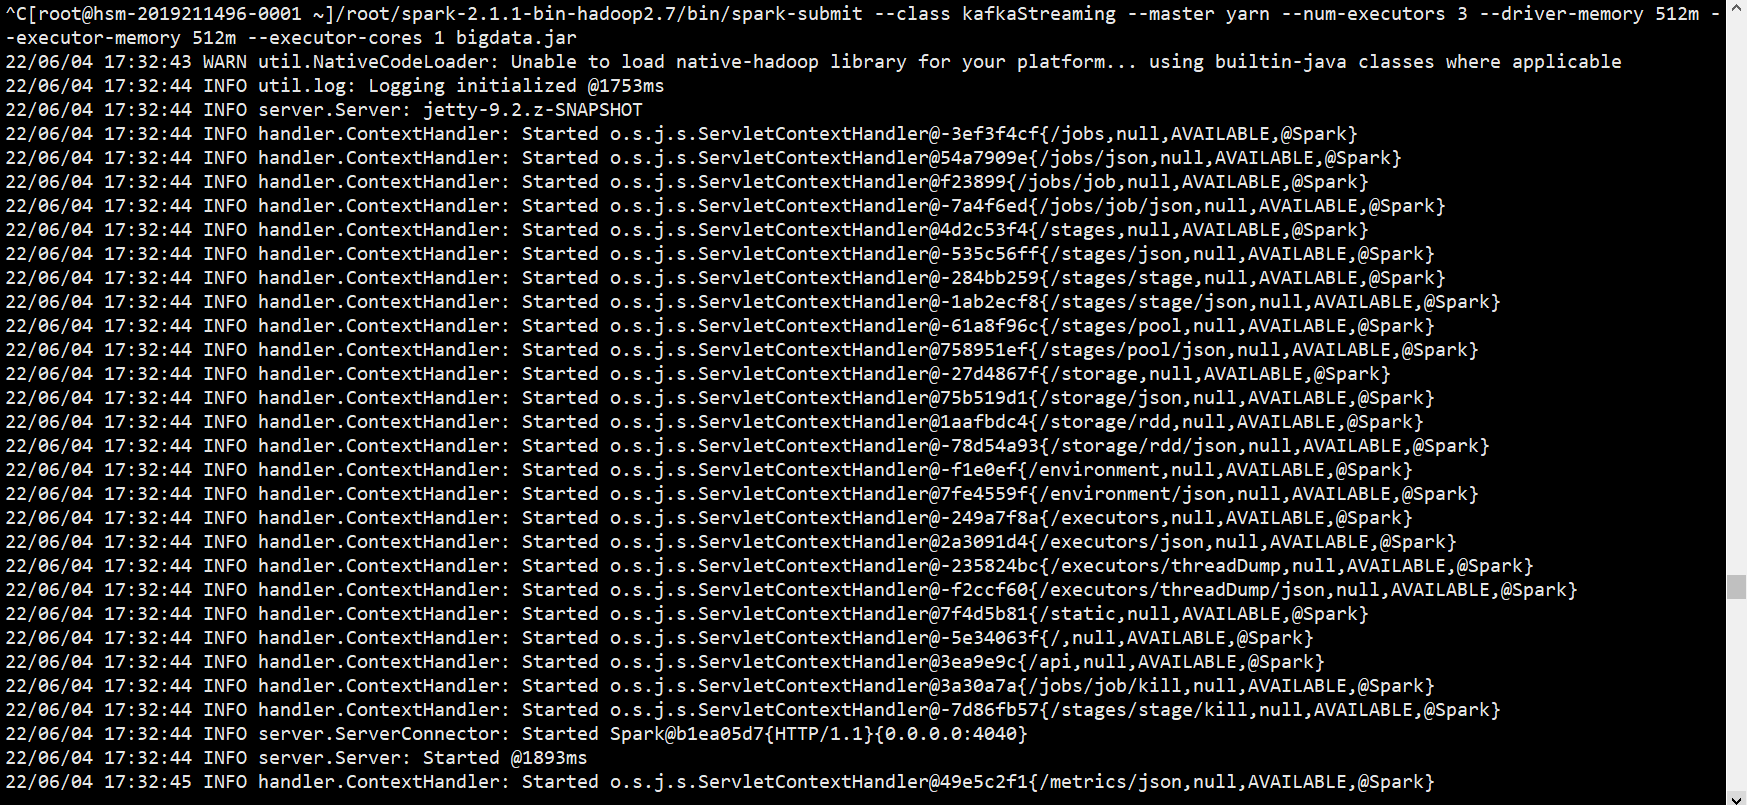 ^C[root@hsm-2019211496-0001 ~]/root/spark-2.1.1-bin-hadoop2.7/bin/spark-submit --class kafkaStreaming --master yarn --num-executors 3 --driver-memory 512m -
-executor-memory 512m --executor-cores 1 bigdata.jar
22/06/04 17:32:43 WARN util.NativeCodeLoader: Unable to load native-hadoop library for your platform... using builtin-java classes where applicable
22/06/04 17:32:44 INFO util.log: Logging initialized @1753ms
22/06/04 17:32:44 INFO server.Server: jetty-9.2.z-SNAPSHOT
22/06/04 17:32:44 INFO handler.ContextHandler: Started o.s.j.s.ServletContextHandler@-3ef3f4cf{/jobs,null,AVAILABLE,@Spark}
22/06/04 17:32:44 INFO handler.ContextHandler: Started o.s.j.s.ServletContextHandler@54a7909e{/jobs/json,null,AVAILABLE,@Spark}
22/06/04 17:32:44 INFO handler.ContextHandler: Started o.s.j.s.ServletContextHandler@f23899{/jobs/job,null,AVAILABLE,@Spark}
22/06/04 17:32:44 INFO handler.ContextHandler: Started o.s.j.s.ServletContextHandler@-7a4f6ed{/jobs/job/json,null,AVAILABLE,@Spark}
22/06/04 17:32:44 INFO handler.ContextHandler: Started o.s.j.s.ServletContextHandler@4d2c53f4{/stages,null,AVAILABLE,@Spark}
22/06/04 17:32:44 INFO handler.ContextHandler: Started o.s.j.s.ServletContextHandler@-535c56ff{/stages/json,null,AVAILABLE,@Spark}
22/06/04 17:32:44 INFO handler.ContextHandler: Started o.s.j.s.ServletContextHandler@-284bb259{/stages/stage,null,AVAILABLE,@Spark}
22/06/04 17:32:44 INFO handler.ContextHandler: Started o.s.j.s.ServletContextHandler@-1ab2ecf8{/stages/stage/json,null,AVAILABLE,@Spark}
22/06/04 17:32:44 INFO handler.ContextHandler: Started o.s.j.s.ServletContextHandler@-61a8f96c{/stages/pool,null,AVAILABLE,@Spark}
22/06/04 17:32:44 INFO handler.ContextHandler: Started o.s.j.s.ServletContextHandler@758951ef{/stages/pool/json,null,AVAILABLE,@Spark}
22/06/04 17:32:44 INFO handler.ContextHandler: Started o.s.j.s.ServletContextHandler@-27d4867f{/storage,null,AVAILABLE,@Spark}
22/06/04 17:32:44 INFO handler.ContextHandler: Started o.s.j.s.ServletContextHandler@75b519d1{/storage/json,null,AVAILABLE,@Spark}
22/06/04 17:32:44 INFO handler.ContextHandler: Started o.s.j.s.ServletContextHandler@1aafbdc4{/storage/rdd,null,AVAILABLE,@Spark}
22/06/04 17:32:44 INFO handler.ContextHandler: Started o.s.j.s.ServletContextHandler@-78d54a93{/storage/rdd/json,null,AVAILABLE,@Spark}
22/06/04 17:32:44 INFO handler.ContextHandler: Started o.s.j.s.ServletContextHandler@-f1e0ef{/environment,null,AVAILABLE,@Spark}
22/06/04 17:32:44 INFO handler.ContextHandler: Started o.s.j.s.ServletContextHandler@7fe4559f{/environment/json,null,AVAILABLE,@Spark}
22/06/04 17:32:44 INFO handler.ContextHandler: Started o.s.j.s.ServletContextHandler@-249a7f8a{/executors,null,AVAILABLE,@Spark}
22/06/04 17:32:44 INFO handler.ContextHandler: Started o.s.j.s.ServletContextHandler@2a3091d4{/executors/json,null,AVAILABLE,@Spark}
22/06/04 17:32:44 INFO handler.ContextHandler: Started o.s.j.s.ServletContextHandler@-235824bc{/executors/threadDump,null,AVAILABLE,@Spark}
22/06/04 17:32:44 INFO handler.ContextHandler: Started o.s.j.s.ServletContextHandler@-f2ccf60{/executors/threadDump/json,null,AVAILABLE,@Spark}
22/06/04 17:32:44 INFO handler.ContextHandler: Started o.s.j.s.ServletContextHandler@7f4d5b81{/static,null,AVAILABLE,@Spark}
22/06/04 17:32:44 INFO handler.ContextHandler: Started o.s.j.s.ServletContextHandler@-5e34063f{/,null,AVAILABLE,@Spark}
22/06/04 17:32:44 INFO handler.ContextHandler: Started o.s.j.s.ServletContextHandler@3ea9e9c{/api,null,AVAILABLE,@Spark}
22/06/04 17:32:44 INFO handler.ContextHandler: Started o.s.j.s.ServletContextHandler@3a30a7a{/jobs/job/kill,null,AVAILABLE,@Spark}
22/06/04 17:32:44 INFO handler.ContextHandler: Started o.s.j.s.ServletContextHandler@-7d86fb57{/stages/stage/kill,null,AVAILABLE,@Spark}
22/06/04 17:32:44 INFO server.ServerConnector: Started Spark@b1ea05d7{HTTP/1.1}{0.0.0.0:4040}
22/06/04 17:32:44 INFO server.Server: Started @1893ms
22/06/04 17:32:45 INFO handler.ContextHandler: Started o.s.j.s.ServletContextHandler@49e5c2f1{/metrics/json,null,AVAILABLE,@Spark}